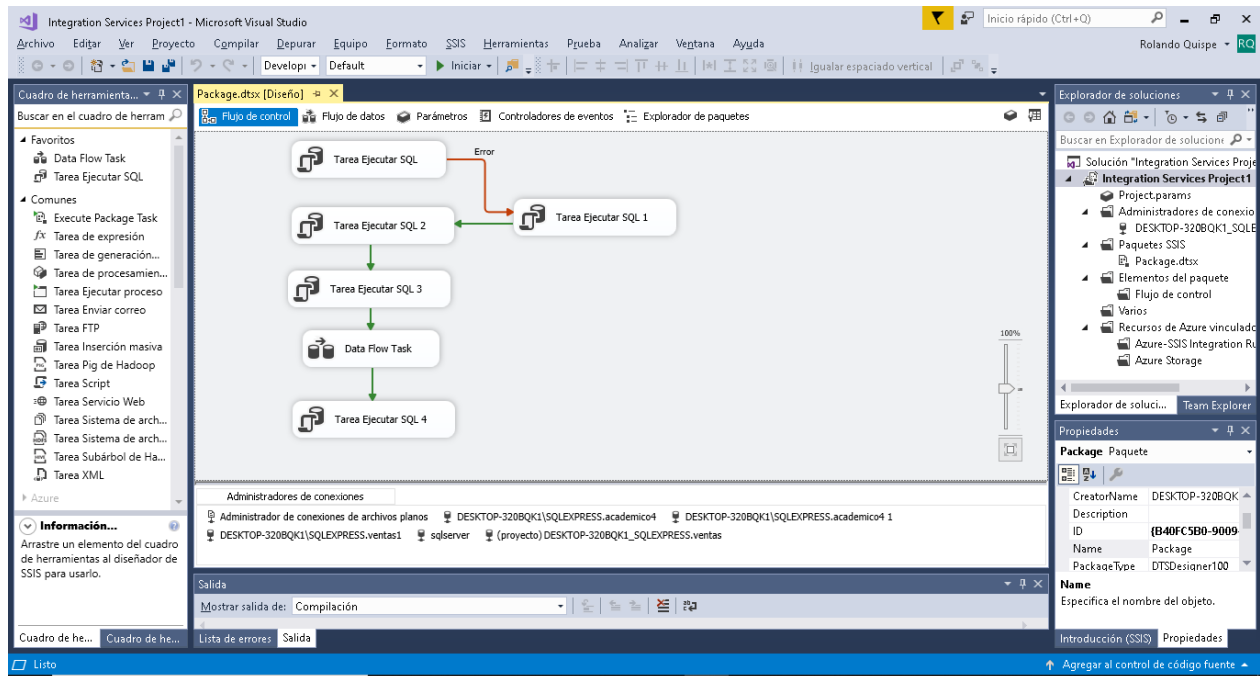 Integration Services Project1 - Microsoft Visual Studio
Inicio rápido (Ctrl+Q)
Archivo Editar Ver Proyecto Compilar Depurar Equipo Formato SSIS Herramientas Prueba Analizar Ventana Ayuda
Rolando Quispe RQ
Developi Default Iniciar Igualar espaciado vertical
Cuadro de herramienta...
Buscar en el cuadro de herram
Favoritos
Data Flow Task
Tarea Ejecutar SQL
Comunes
Execute Package Task
fx Tarea de expresión
Tarea de generación...
Tarea de procesamien...
Tarea Ejecutar proceso
Tarea Enviar correo
Tarea FTP
Tarea Inserción masiva
Tarea Pig de Hadoop
Tarea Script
Tarea Servicio Web
Tarea Sistema de arch...
Tarea Sistema de arch...
Tarea Subárbol de Ha...
Tarea XML
Azure
Información...
Arrastre un elemento del cuadro
de herramientas al diseñador de
SSIS para usarlo.
Cuadro de he... Cuadro de he...
Package.dtsx [Diseño]
Flujo de control Flujo de datos Parámetros Controladores de eventos Explorador de paquetes
Tarea Ejecutar SQL
Error
Tarea Ejecutar SQL 1
Tarea Ejecutar SQL 2
Tarea Ejecutar SQL 3
Data Flow Task
Tarea Ejecutar SQL 4
100%
Administradores de conexiones
Administrador de conexiones de archivos planos DESKTOP-320BQK1\SQLEXPRESS.academico4 DESKTOP-320BQK1\SQLEXPRESS.academico4 1
DESKTOP-320BQK1\SQLEXPRESS.ventas1 sqlserver (proyecto) DESKTOP-320BQK1_SQLEXPRESS.ventas
Salida
Mostrar salida de: Compilación
Lista de errores Salida
Explorador de soluciones
Buscar en Explorador de solucione
Solución "Integration Services Proje
Integration Services Project1
Project.params
Administradores de conexio
DESKTOP-320BQK1_SQLE
Paquetes SSIS
Package.dtsx
Elementos del paquete
Flujo de control
Varios
Recursos de Azure vinculado
Azure-SSIS Integration Ru
Azure Storage
Explorador de soluci... Team Explorer
Propiedades
Package Paquete
CreatorName DESKTOP-320BQK
Description
ID {B40FC5B0-9009-
Name Package
PackageType DTSDesigner100
Name
Especifica el nombre del objeto.
Introducción (SSIS) Propiedades
Listo
Agregar al control de código fuente